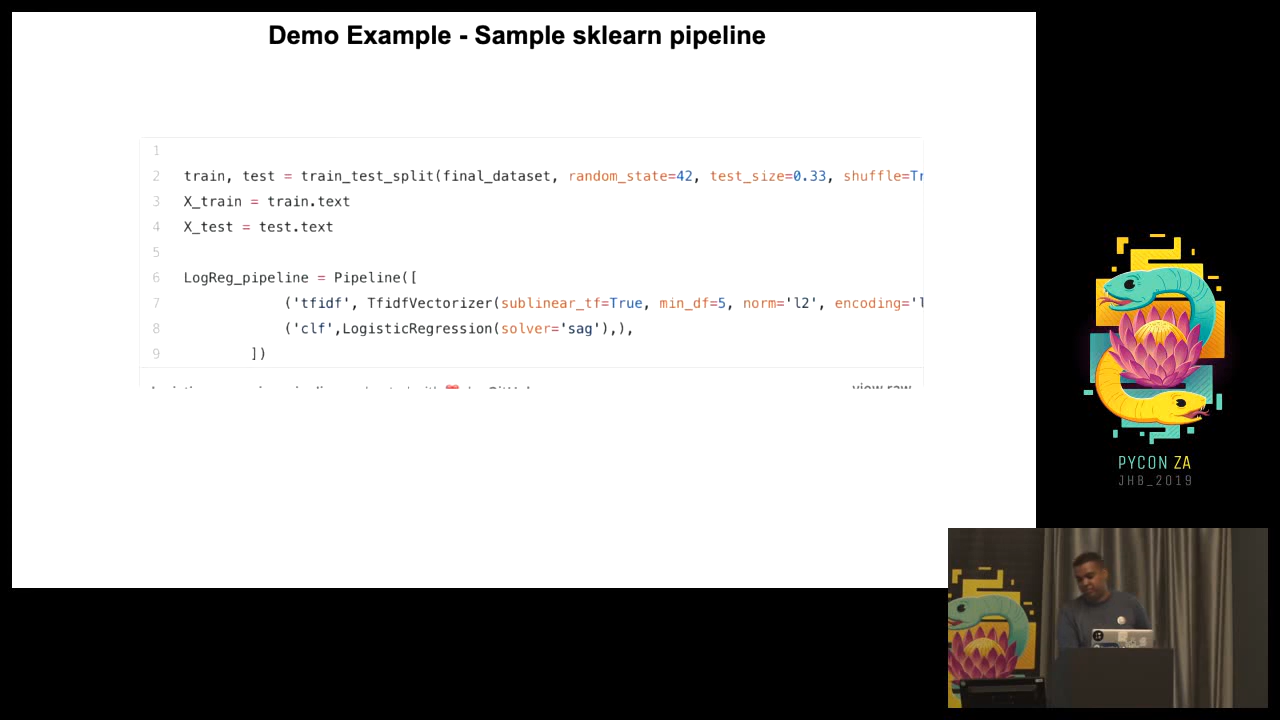 Demo Example - Sample sklearn pipeline
1
2 train, test = train_test_split(final_dataset, random_state=42, test_size=0.33, shuffle=Tr
3 X_train = train.text
4 X_test = test.text
5
6 LogReg_pipeline = Pipeline([
7 ('tfidf', TfidfVectorizer(sublinear_tf=True, min_df=5, norm='l2', encoding='l
8 ('clf',LogisticRegression(solver='sag'),),
9 ])
view raw
PYCON ZA
JHB_2019